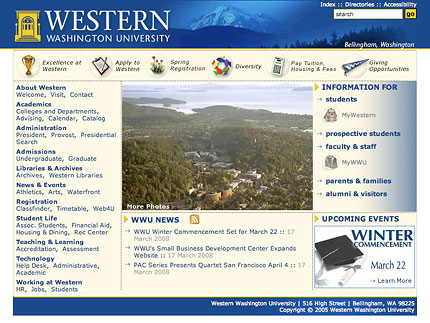 Index :: Directories :: Accessibility
search
go
WESTERN
WASHINGTON UNIVERSITY
Bellingham, Washington
Excellence at
Western
Apply to
Western
Spring
Registration
Diversity
Pay Tuition,
Housing & Fees
Giving
Opportunities
About Western
Welcome, Visit, Contact
Academics
Colleges and Departments,
Advising, Calendar, Catalog
Administration
President, Provost, Presidential
Search
Admissions
Undergraduate, Graduate
Libraries & Archives
Archives, Western Libraries
News & Events
Athletics, Arts, Waterfront
Registration
Classfinder, Timetable, Web4U
Student Life
Assoc. Students, Financial Aid,
Housing & Dining, Rec Center
Teaching & Learning
Accreditation, Assessment
Technology
Help Desk, Administrative,
Academic
Working at Western
HR, Jobs, Students
More Photos
WWU NEWS
WWU Winter Commencement Set for March 22 :: 17
March 2008
WWU's Small Business Development Center Expands
Website :: 17 March 2008
PAC Series Presents Quartet San Francisco April 4 :: 17
March 2008
INFORMATION FOR
students
MyWestern
prospective students
faculty & staff
MyWWU
parents & families
alumni & visitors
UPCOMING EVENTS
WINTER
COMMENCEMENT
March 22
Learn More
Western Washington University | 516 High Street | Bellingham, WA 98225
Copyright © 2005 Western Washington University